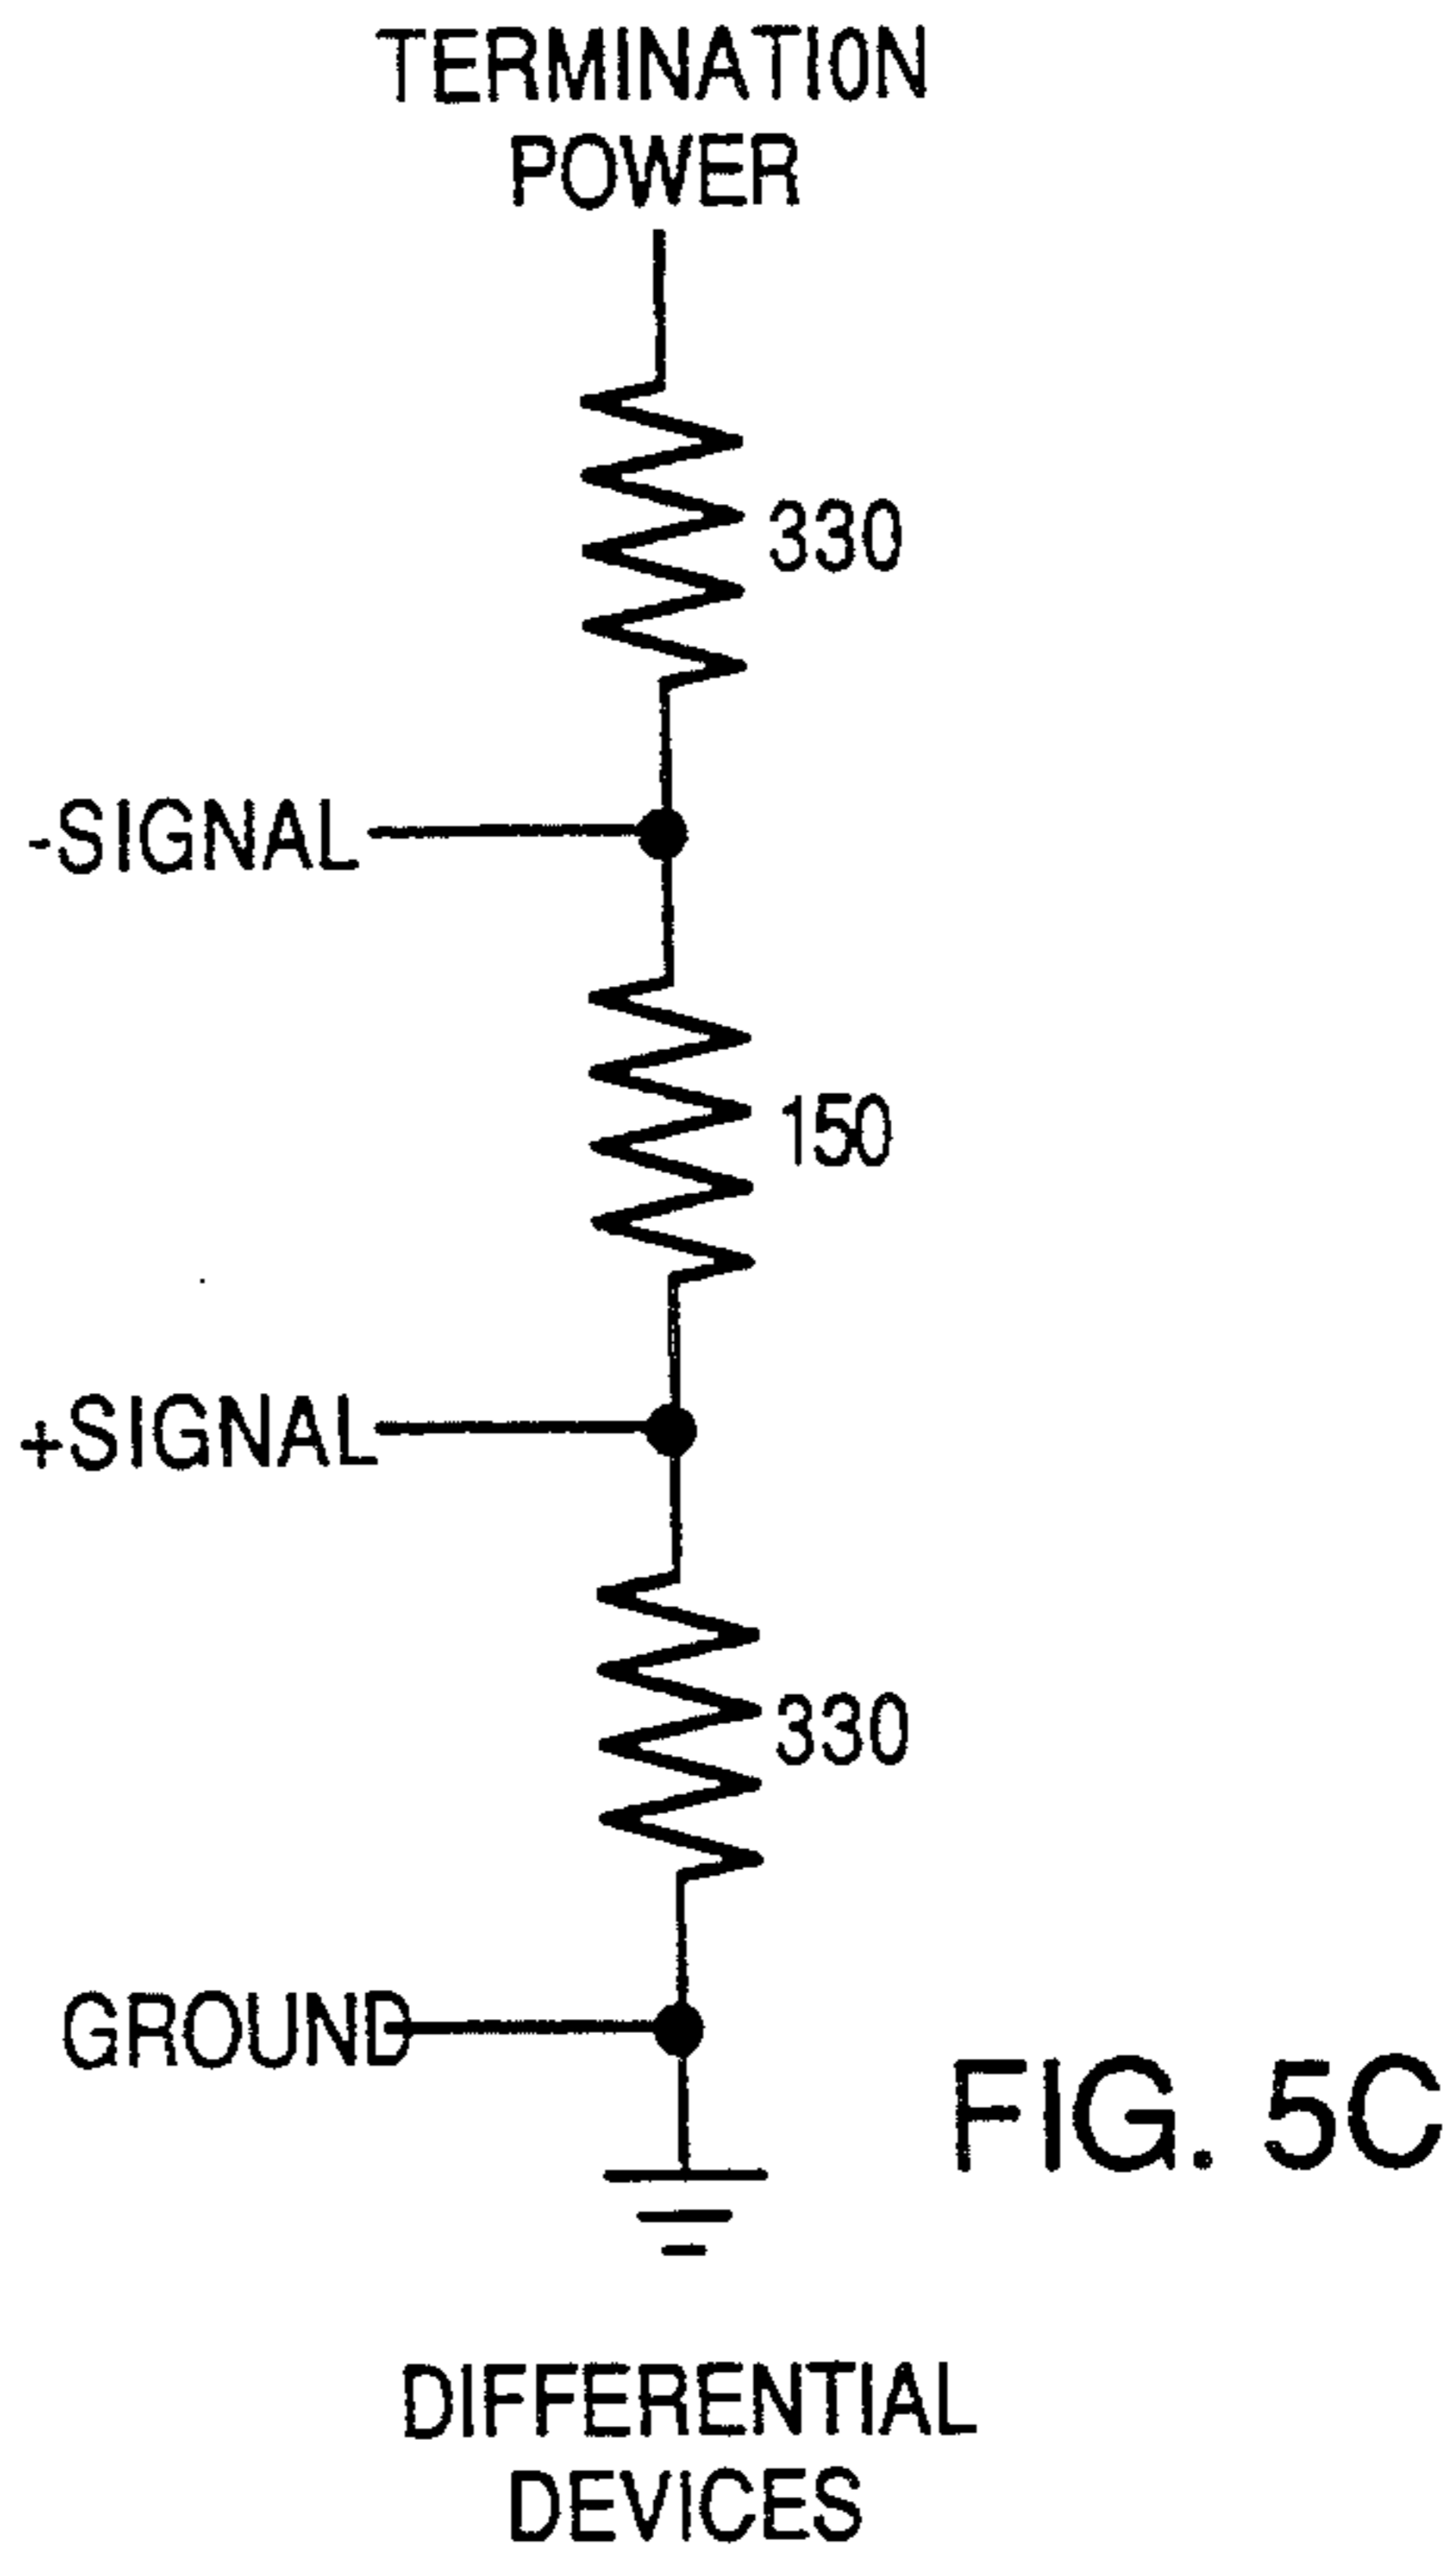 TERMINATION
POWER
330
-SIGNAL
150
+SIGNAL
330
GROUND
FIG. 5C
DIFFERENTIAL
DEVICES